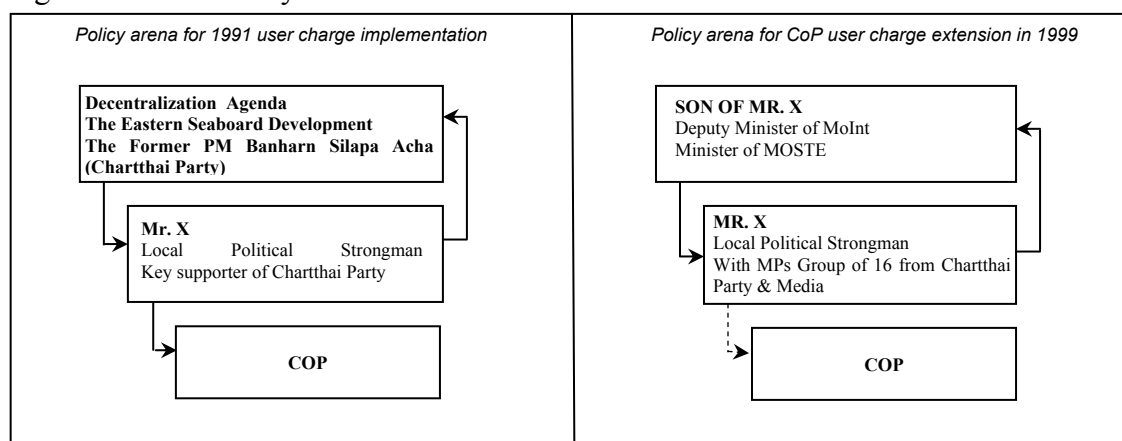 Policy arena for 1991 user charge implementation
Decentralization Agenda
The Eastern Seaboard Development
The Former PM Banharn Silapa Acha
(Chartthai Party)
Mr. X
Local Political Strongman
Key supporter of Chartthai Party
COP
Policy arena for CoP user charge extension in 1999
SON OF MR. X
Deputy Minister of MoInt
Minister of MOSTE
MR. X
Local Political Strongman
With MPs Group of 16 from Chartthai
Party & Media
COP